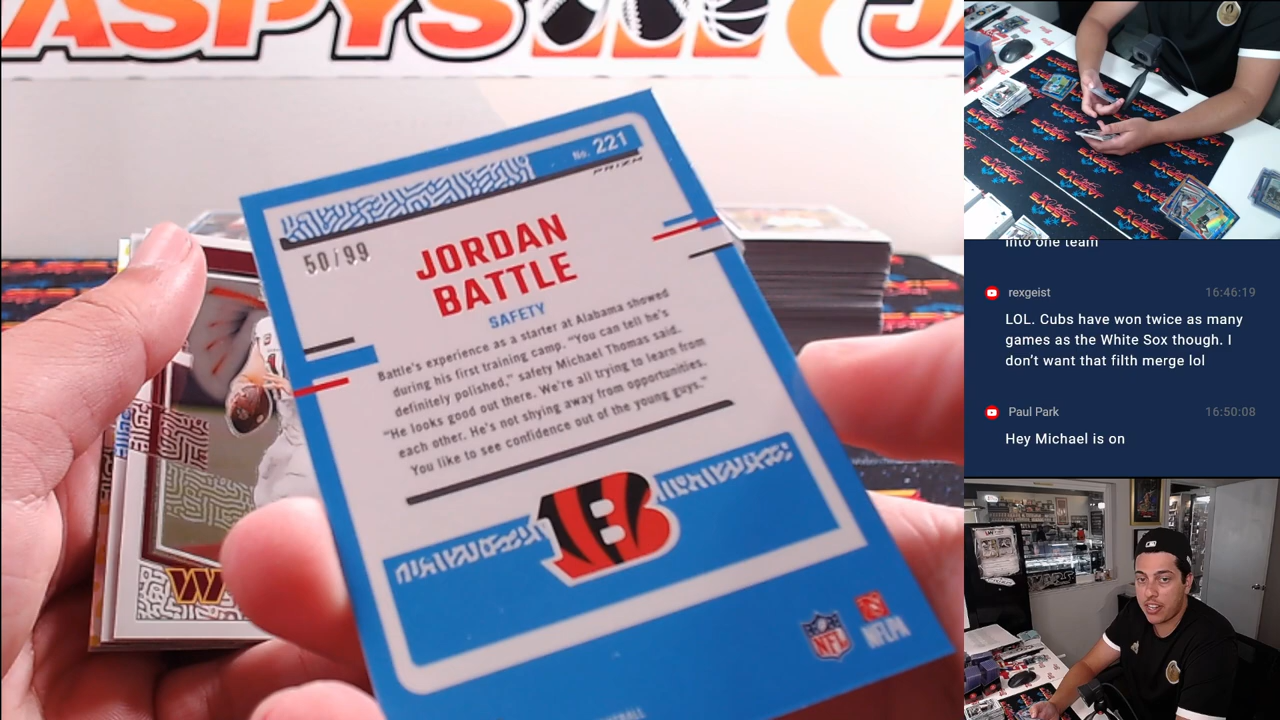 ASPYS
No. 221
PRIZM
50/99
JORDAN
BATTLE
SAFETY
Battle's experience as a starter at Alabama showed
during his first training camp. "You can tell he's
definitely polished," safety Michael Thomas said.
"He looks good out there. We're all trying to learn from
each other. He's not shying away from opportunities.
You like to see confidence out of the young guys."
B
NFL
NFLPA
W
into one team
rexgeist 16:46:19
LOL. Cubs have won twice as many
games as the White Sox though. I
don't want that filth merge lol
Paul Park 16:50:08
Hey Michael is on